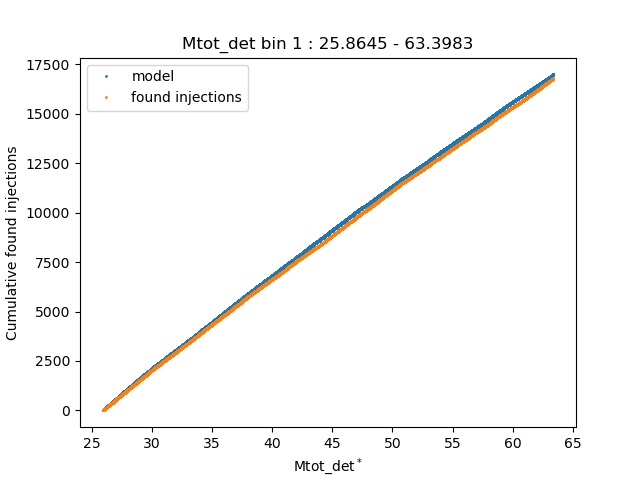 Mtot_det bin 1 : 25.8645 - 63.3983
model
found injections
Cumulative found injections
17500
15000
12500
10000
7500
5000
2500
0
25 30 35 40 45 50 55 60 65
Mtot_det*